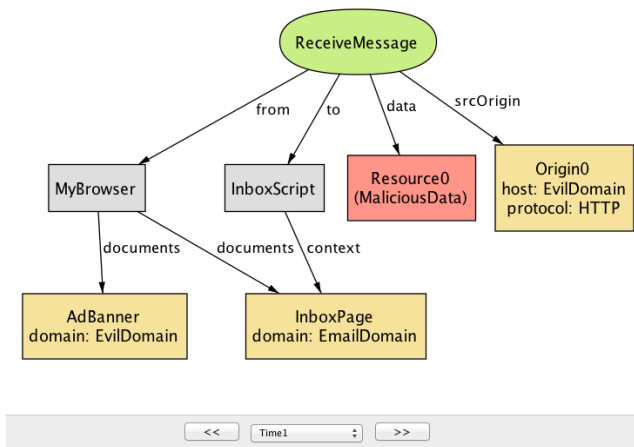 ReceiveMessage
from
to
data
srcOrigin
MyBrowser
InboxScript
Resource0
(MaliciousData)
Origin0
host: EvilDomain
protocol: HTTP
documents
documents
context
AdBanner
domain: EvilDomain
InboxPage
domain: EmailDomain
<<
Time1
>>